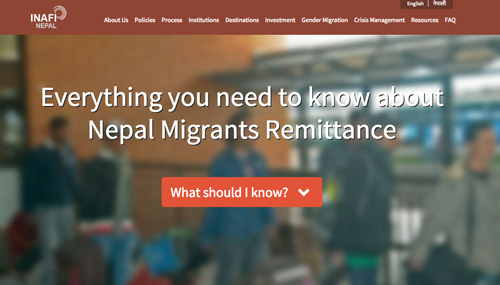 English | नेपाली
INAFI
NEPAL
About Us Policies Process Institutions Destinations Investment Gender Migration Crisis Management Resources FAQ
Everything you need to know about
Nepal Migrants Remittance
What should I know?